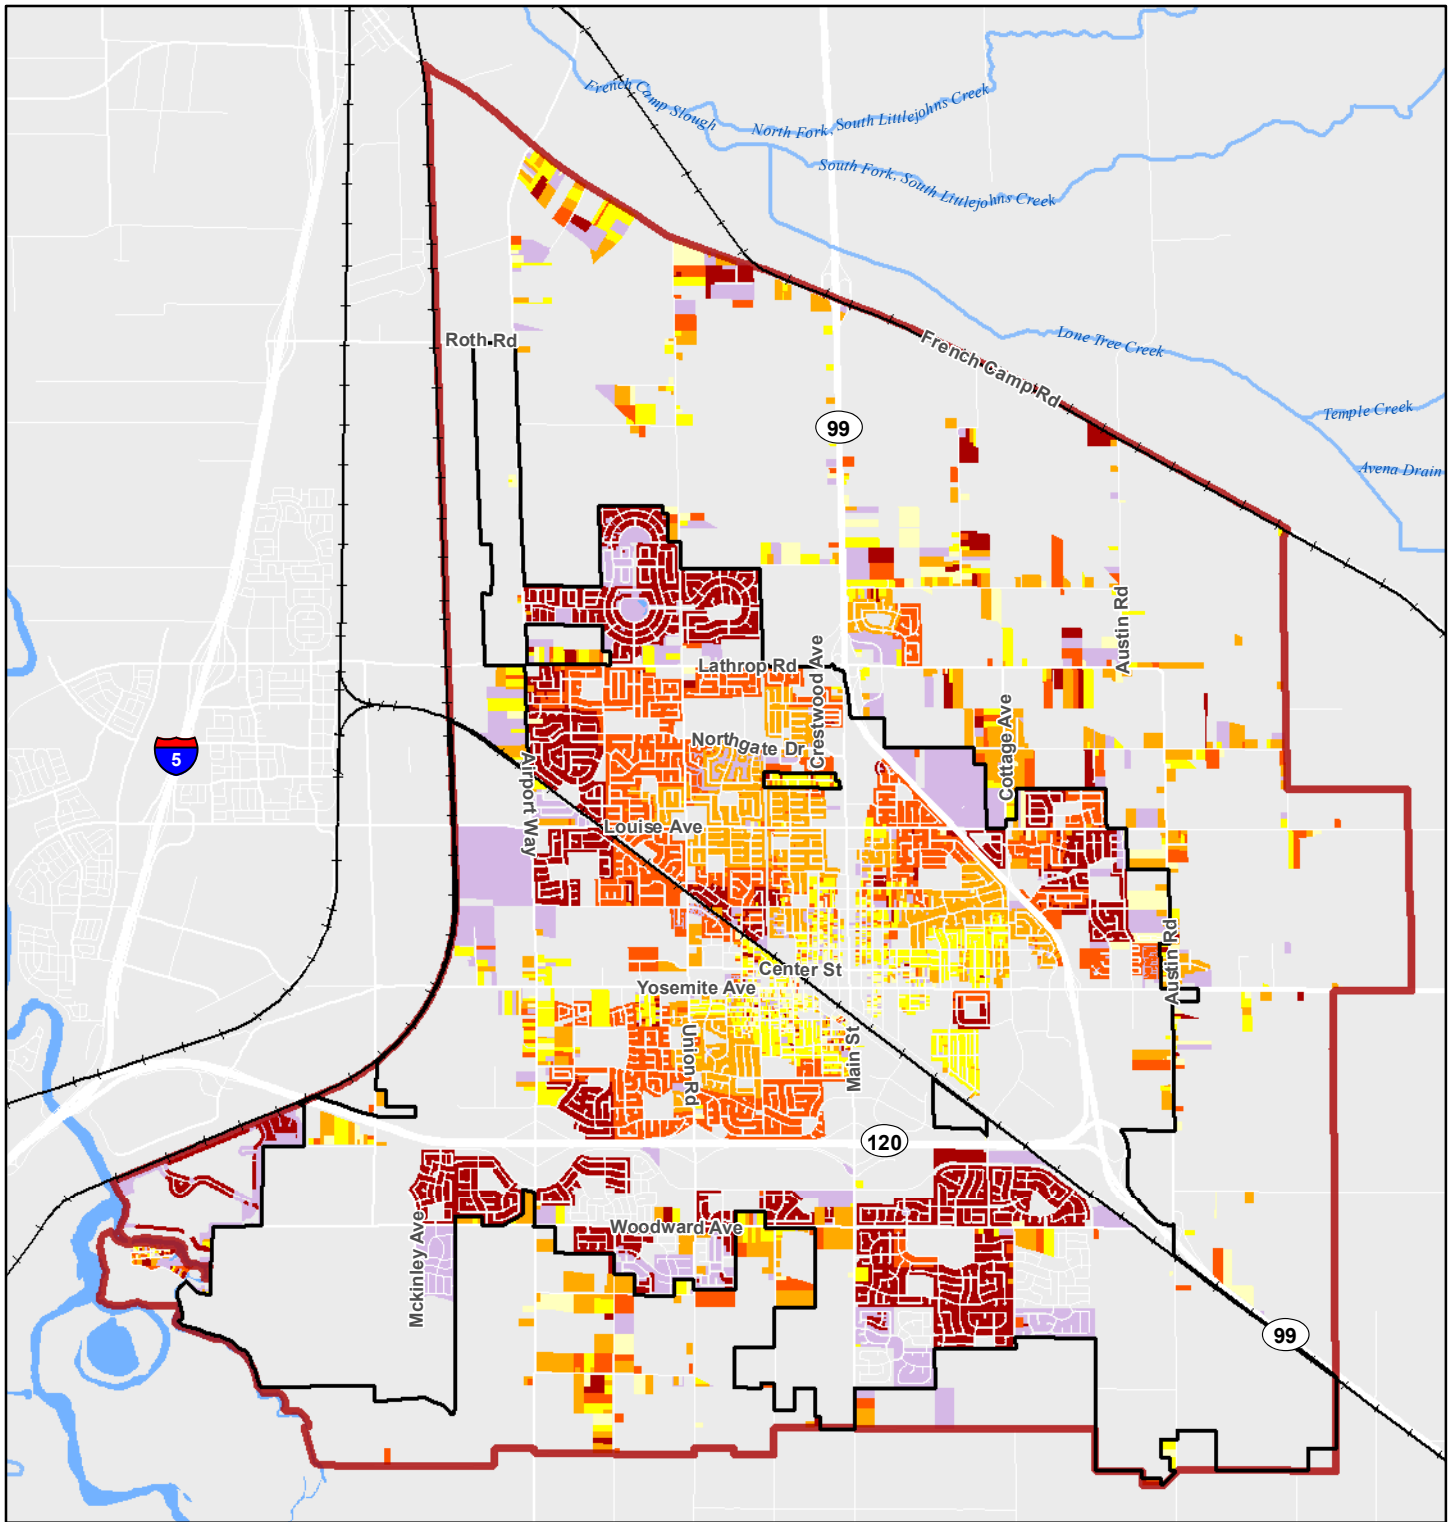 French Camp Slough
North Fork, South Littlejohns Creek
South Fork, South Littlejohns Creek
Roth Rd
Lone Tree Creek
French Camp Rd
Temple Creek
99
Avena Drain
Austin Rd
Lathrop Rd
Crestwood Ave
Cottage Ave
Northgate Dr
5
Airport Way
Louise Ave
Austin Rd
Center St
Yosemite Ave
Main St
Union Rd
120
Woodward Ave
Mckinley Ave
99